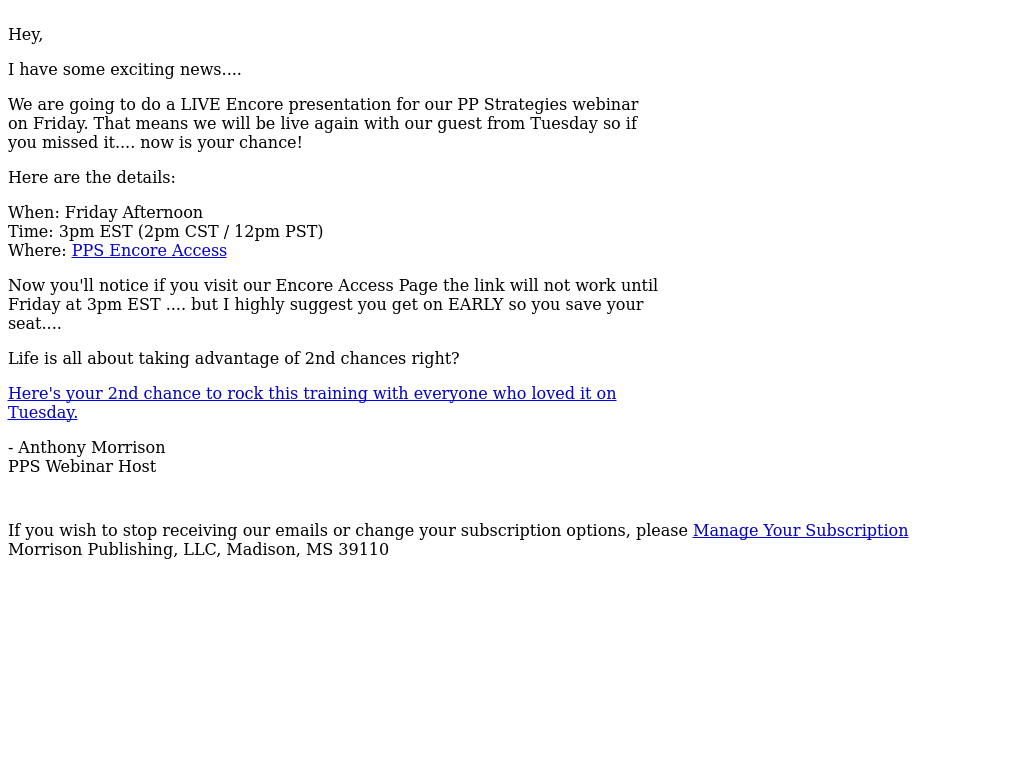 Hey,
I have some exciting news....
We are going to do a LIVE Encore presentation for our PP Strategies webinar
on Friday. That means we will be live again with our guest from Tuesday so if
you missed it.... now is your chance!
Here are the details:
When: Friday Afternoon
Time: 3pm EST (2pm CST / 12pm PST)
Where: PPS Encore Access
Now you'll notice if you visit our Encore Access Page the link will not work until
Friday at 3pm EST .... but I highly suggest you get on EARLY so you save your
seat....
Life is all about taking advantage of 2nd chances right?
Here's your 2nd chance to rock this training with everyone who loved it on
Tuesday.
- Anthony Morrison
PPS Webinar Host
If you wish to stop receiving our emails or change your subscription options, please Manage Your Subscription
Morrison Publishing, LLC, Madison, MS 39110